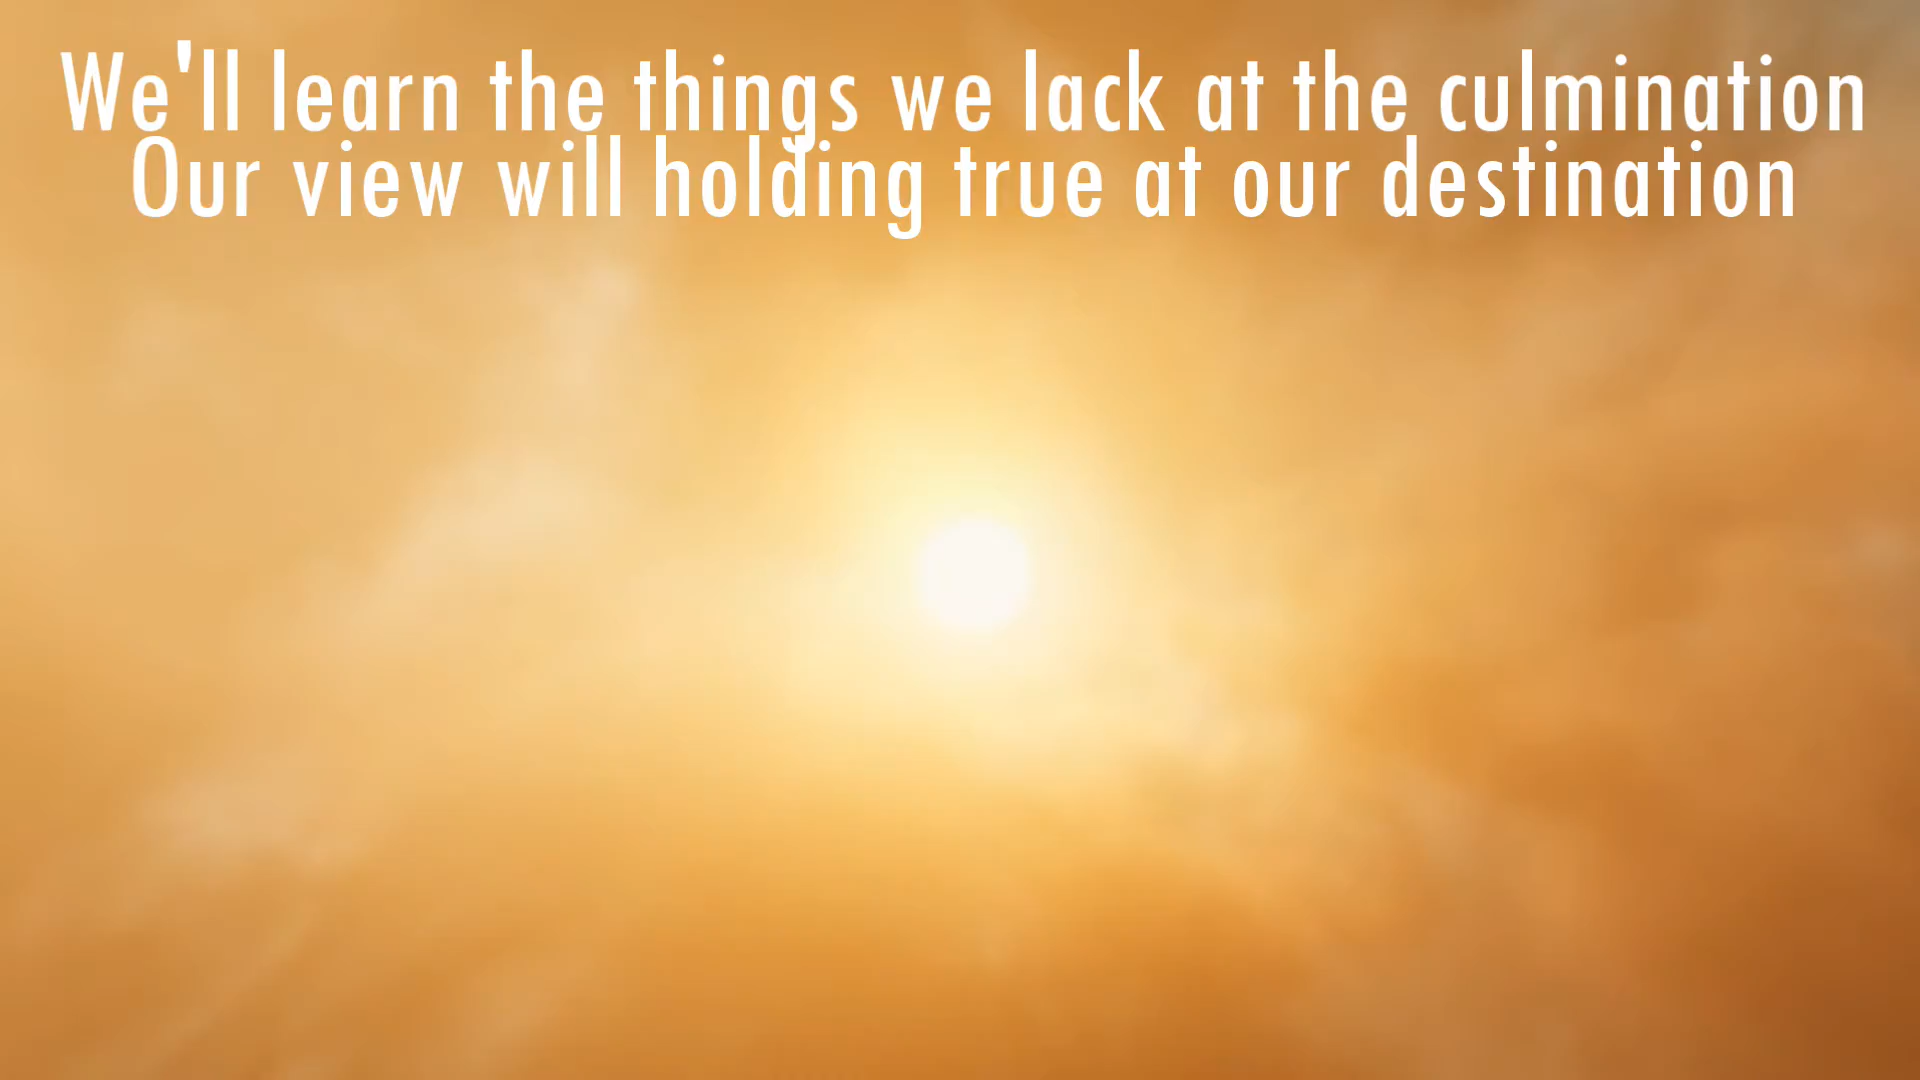 We'll learn the things we lack at the culmination
Our view will holding true at our destination